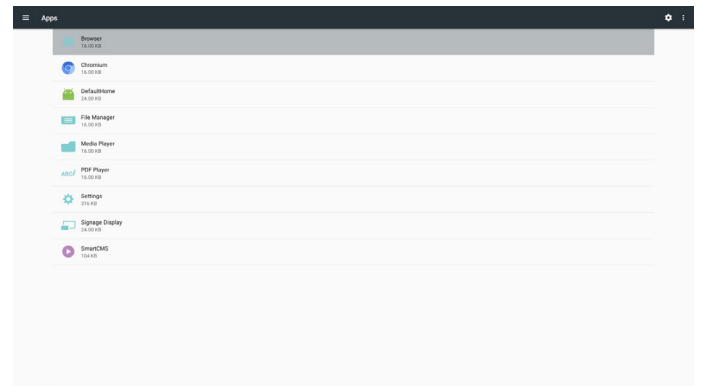 Apps
Browser
16.00 KB
Chromium
16.00 KB
DefaultHome
24.00 KB
File Manager
16.00 KB
Media Player
16.00 KB
ABC
PDF Player
16.00 KB
Settings
316 KB
Signage Display
24.00 KB
SmartCMS
104 KB